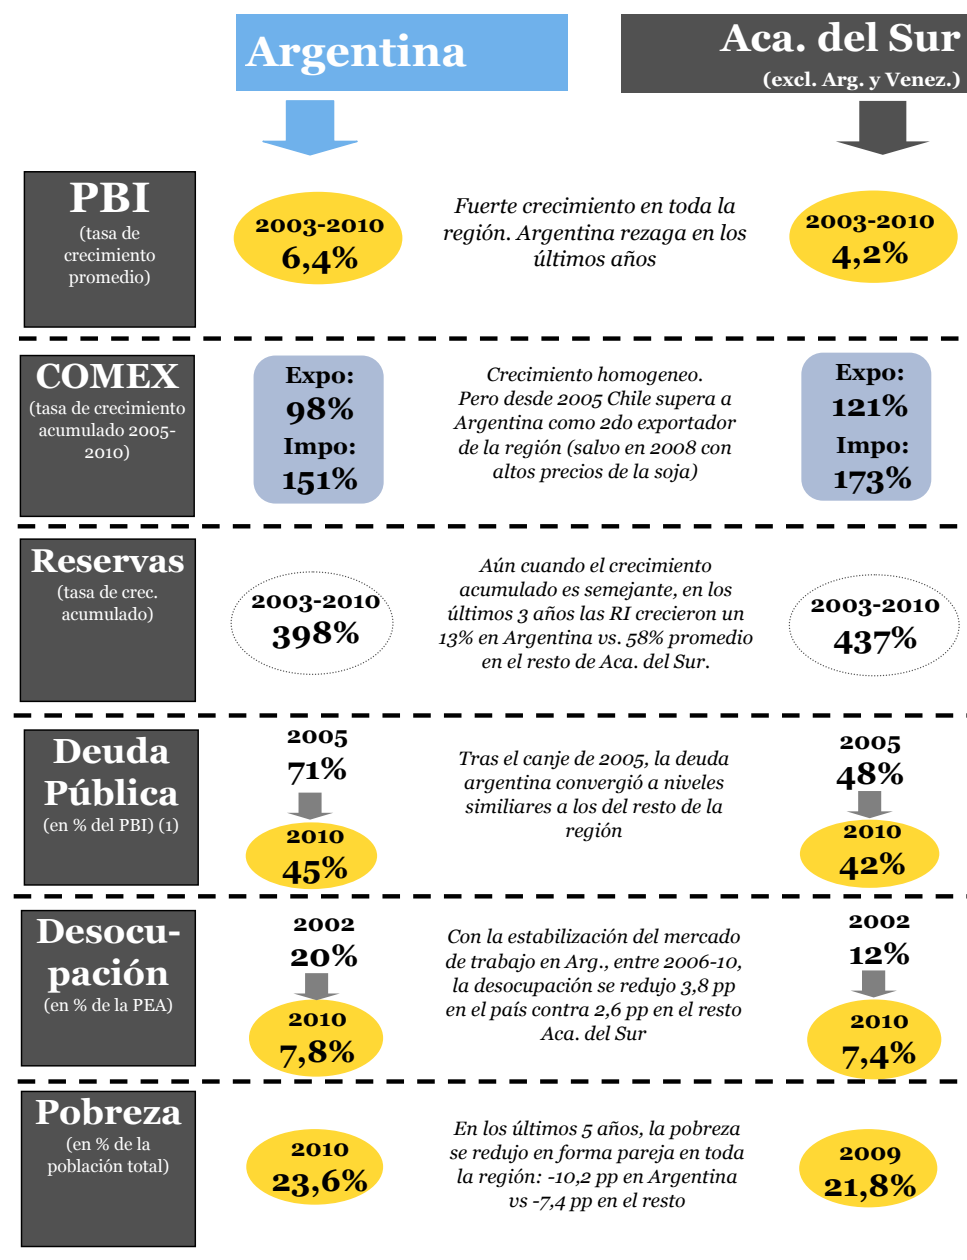 Argentina
Aca. del Sur
(excl. Arg. y Venez.)
PBI
(tasa de
crecimiento
promedio)
2003-2010
6,4%
Fuerte crecimiento en toda la
región. Argentina rezaga en los
últimos años
2003-2010
4,2%
COMEX
(tasa de crecimiento
acumulado 2005-
2010)
Expo:
98%
Impo:
151%
Crecimiento homogeneo.
Pero desde 2005 Chile supera a
Argentina como 2do exportador
de la región (salvo en 2008 con
altos precios de la soja)
Expo:
121%
Impo:
173%
Reservas
(tasa de crec.
acumulado)
2003-2010
398%
Aún cuando el crecimiento
acumulado es semejante, en los
últimos 3 años las RI crecieron un
13% en Argentina vs. 58% promedio
en el resto de Aca. del Sur.
2003-2010
437%
Deuda
Pública
(en % del PBI) (1)
2005
71%
2010
45%
Tras el canje de 2005, la deuda
argentina convergió a niveles
similiares a los del resto de la
región
2005
48%
2010
42%
Desocu-
pación
(en % de la PEA)
2002
20%
2010
7,8%
Con la estabilización del mercado
de trabajo en Arg., entre 2006-10,
la desocupación se redujo 3,8 pp
en el país contra 2,6 pp en el resto
Aca. del Sur
2002
12%
2010
7,4%
Pobreza
(en % de la
población total)
2010
23,6%
En los últimos 5 años, la pobreza
se redujo en forma pareja en toda
la región: -10,2 pp en Argentina
vs -7,4 pp en el resto
2009
21,8%